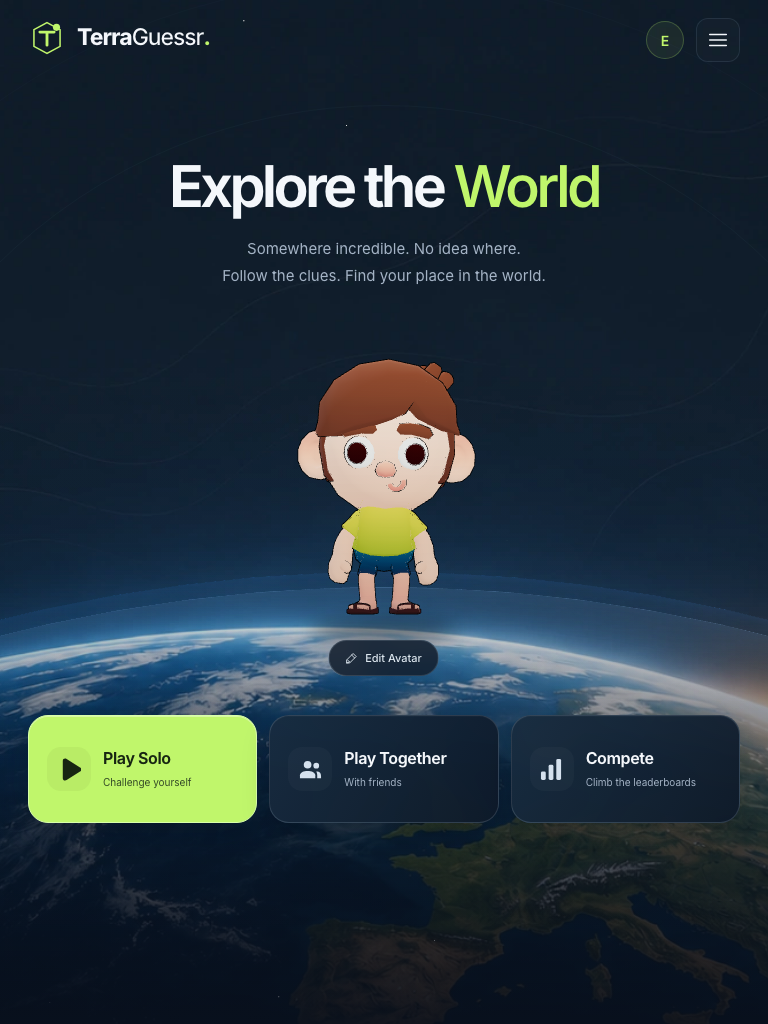 TerraGuessr.
E
Explore the World
Somewhere incredible. No idea where.
Follow the clues. Find your place in the world.
Edit Avatar
Play Solo
Challenge yourself
Play Together
With friends
Compete
Climb the leaderboards